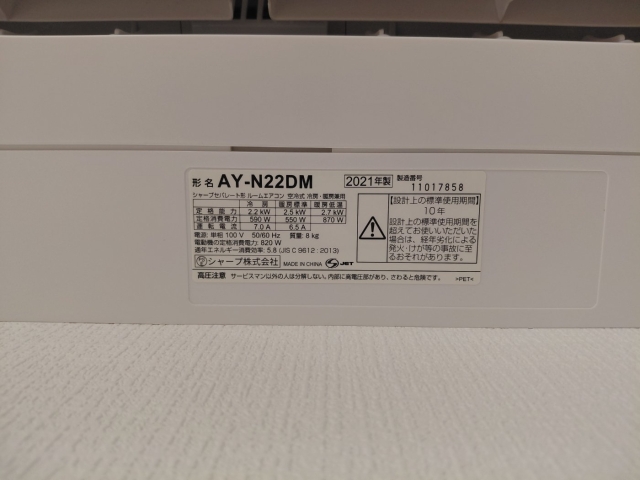 形名 AY-N22DM 2021年製 製造番号 11017858
シャープセパレート形 ルームエアコン 空冷式 冷房・暖房兼用
冷房 暖房標準 暖房低温
定格能力 2.2 kW 2.5 kW 2.7 kW
定格消費電力 590 W 550 W 870 W
運転電流 7.0 A 6.5 A
電源: 単相 100 V 50/60 Hz 質量: 8 kg
電動機の定格消費電力: 820 W
通年エネルギー消費効率: 5.8 (JIS C 9612 : 2013)
シャープ株式会社 MADE IN CHINA JET
高圧注意 サービスマン以外の人は分解しない。内部に高電圧部があり、さわると危険です。
【設計上の標準使用期間】
10年
設計上の標準使用期間を
超えてお使いいただいた
場合は、経年劣化による
発火・けが等の事故に至
るおそれがあります。
>PET<